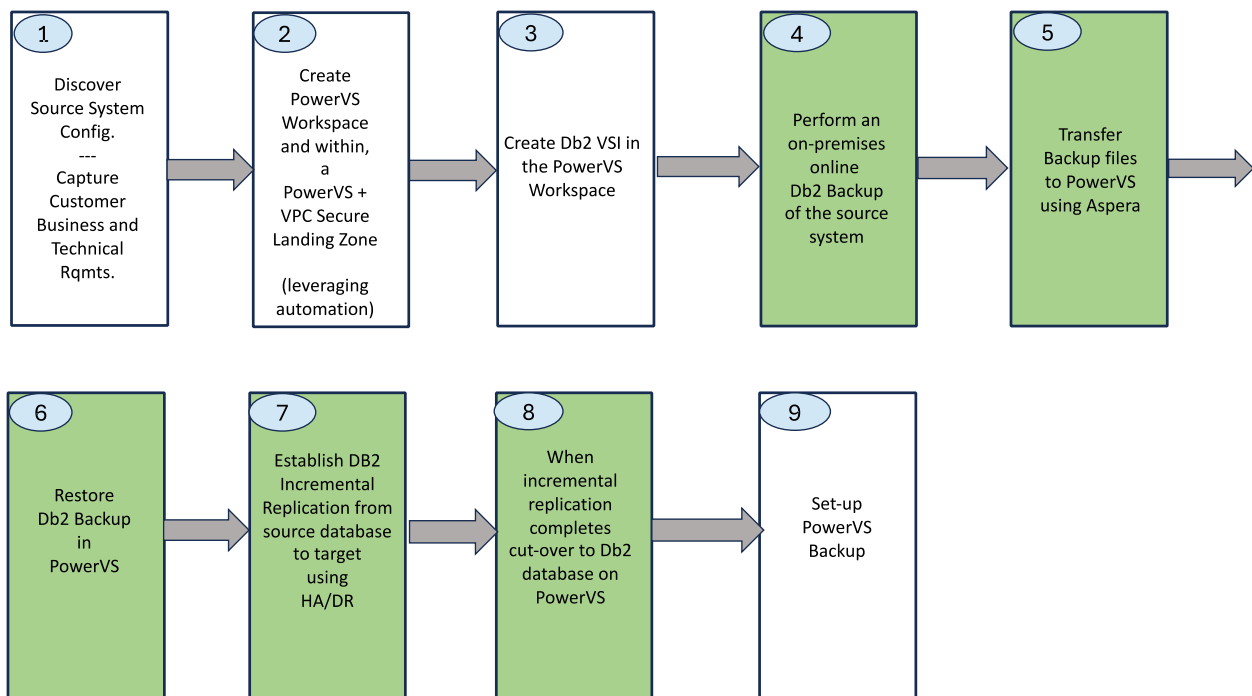 1
Discover
Source System
Config.
---
Capture
Customer
Business and
Technical
Rqmts.
2
Create
PowerVS
Workspace
and within,
a
PowerVS +
VPC Secure
Landing Zone
(leveraging
automation)
3
Create Db2 VSI in
the PowerVS
Workspace
4
Perform an
on-premises
online
Db2 Backup
of the source
system
5
Transfer
Backup files
to PowerVS
using Aspera
6
Restore
Db2 Backup
in
PowerVS
7
Establish DB2
Incremental
Replication from
source database
to target
using
HA/DR
8
When
incremental
replication
completes
cut-over to Db2
database on
PowerVS
9
Set-up
PowerVS
Backup